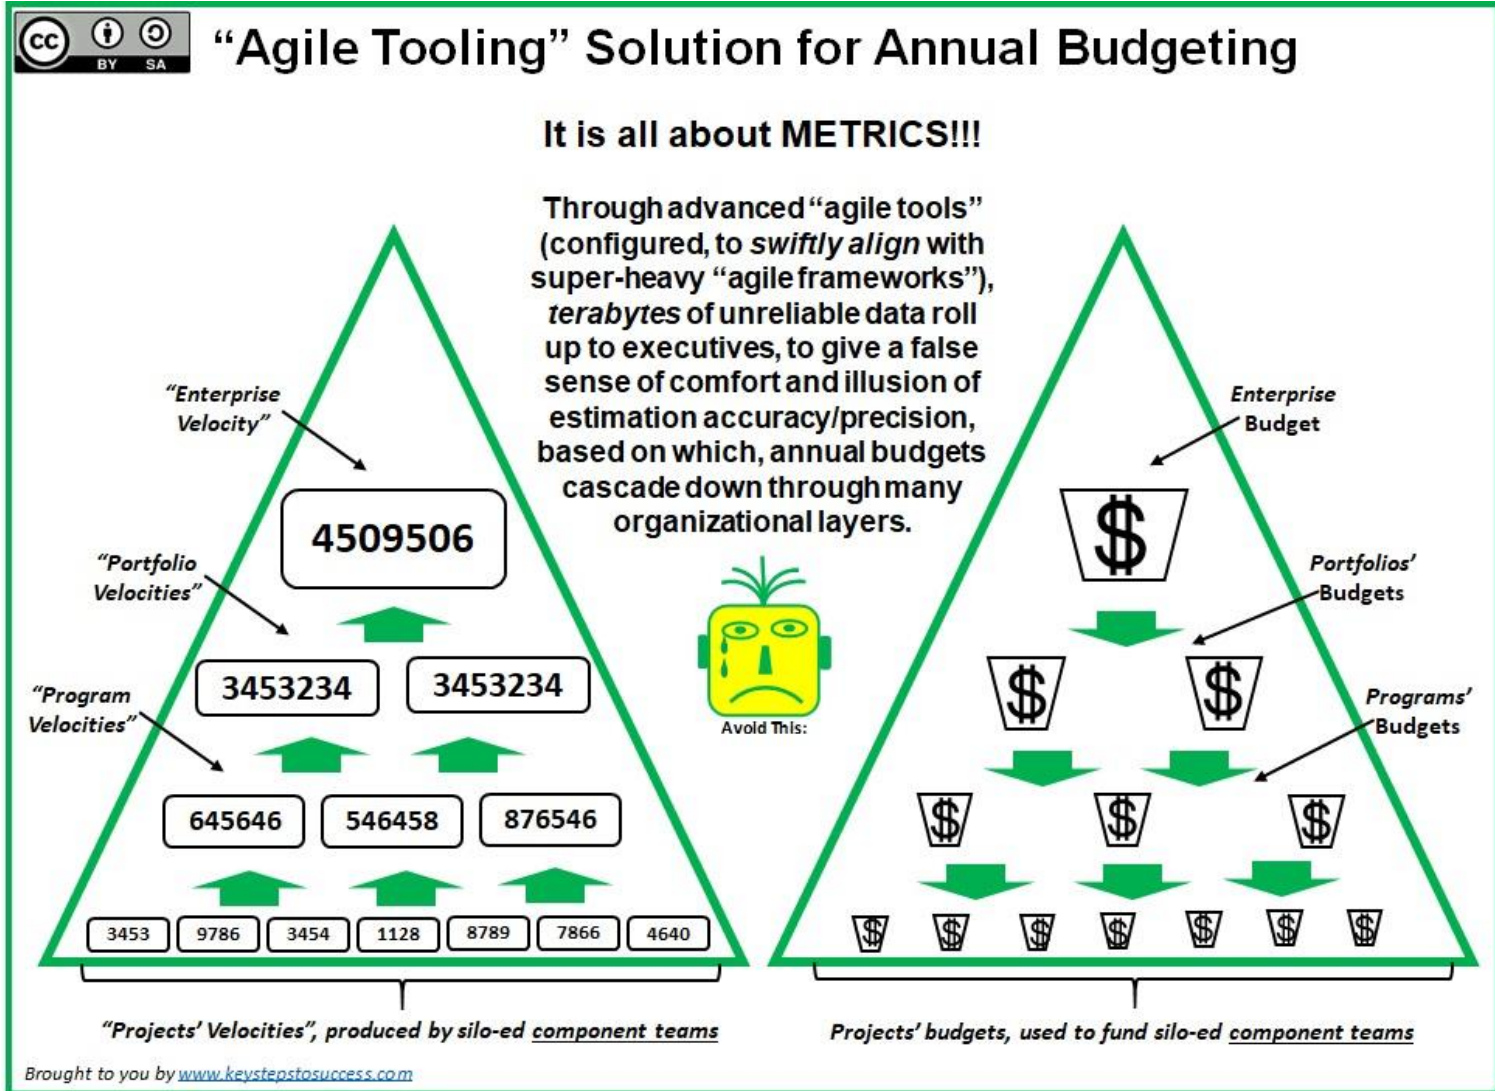 cc
BY SA
“Agile Tooling” Solution for Annual Budgeting
It is all about METRICS!!!
Through advanced “agile tools”
(configured, to swiftly align with
super-heavy “agile frameworks”),
terabytes of unreliable data roll
up to executives, to give a false
sense of comfort and illusion of
estimation accuracy/precision,
based on which, annual budgets
cascade down through many
organizational layers.
“Enterprise
Velocity”
4509506
“Portfolio
Velocities”
3453234 3453234
“Program
Velocities”
645646 546458 876546
3453 9786 3454 1128 8789 7866 4640
“Projects’ Velocities”, produced by silo-ed component teams
Avoid This:
Enterprise
Budget
$
Portfolios’
Budgets
$ $
Programs’
Budgets
$ $ $
$ $ $ $ $ $ $
Projects’ budgets, used to fund silo-ed component teams
Brought to you by www.keystepstosuccess.com